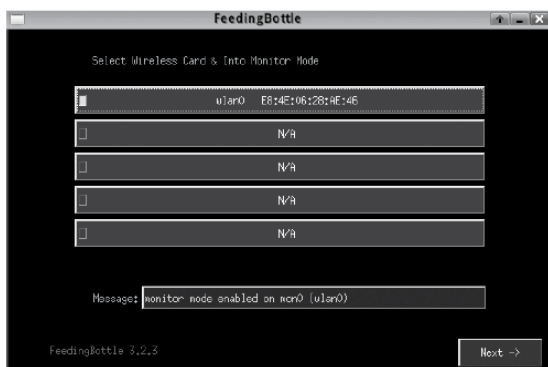 FeedingBottle
Select Wireless Card & Into Monitor Mode
wlan0 E8:4E:06:28:AE:46
N/A
N/A
N/A
N/A
Message: monitor mode enabled on mon0 (wlan0)
FeedingBottle 3.2.3
Next ->